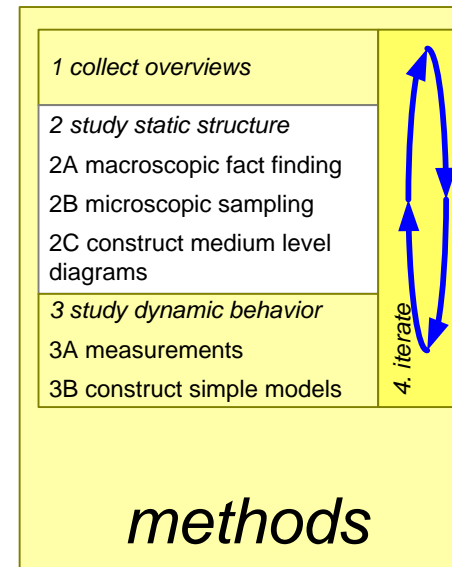 1 collect overviews
2 study static structure
2A macroscopic fact finding
2B microscopic sampling
2C construct medium level
diagrams
3 study dynamic behavior
3A measurements
3B construct simple models
4. iterate
methods